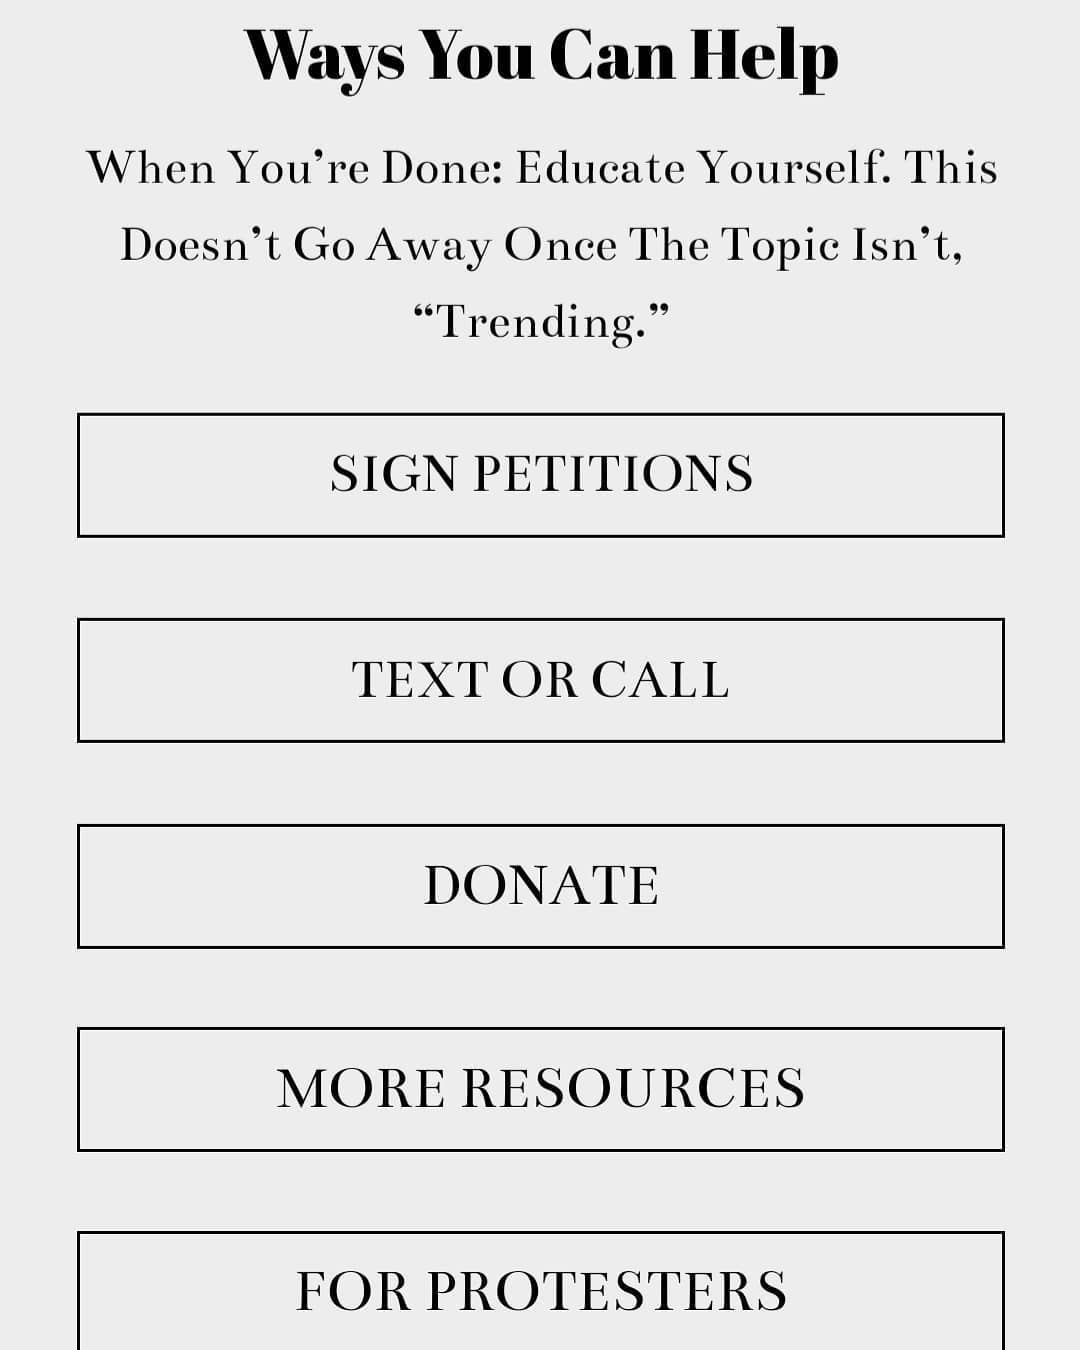 Ways You Can Help
When You’re Done: Educate Yourself. This
Doesn’t Go Away Once The Topic Isn’t,
“Trending.”
SIGN PETITIONS
TEXT OR CALL
DONATE
MORE RESOURCES
FOR PROTESTERS